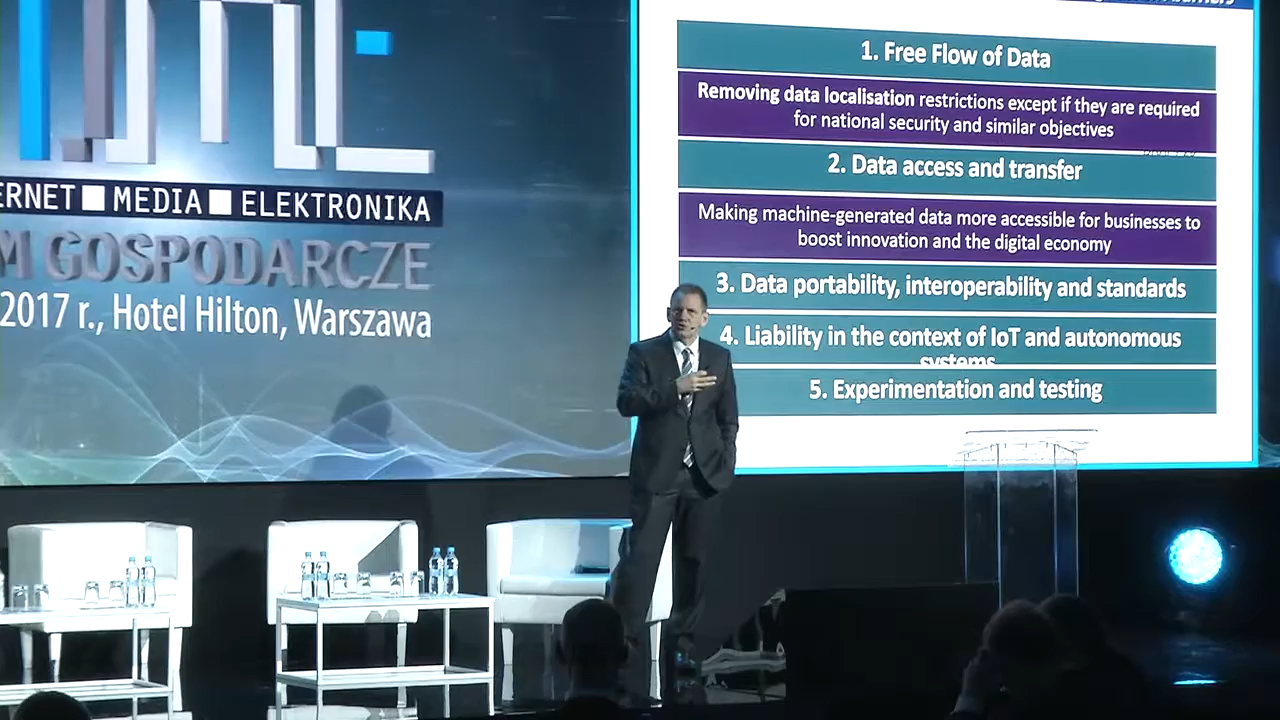 ERNET ■ MEDIA ■ ELEKTRONIKA
M GOSPODARCZE
2017 r., Hotel Hilton, Warszawa
1. Free Flow of Data
Removing data localisation restrictions except if they are required
for national security and similar objectives
2. Data access and transfer
Making machine-generated data more accessible for businesses to
boost innovation and the digital economy
3. Data portability, interoperability and standards
4. Liability in the context of IoT and autonomous
systems
5. Experimentation and testing